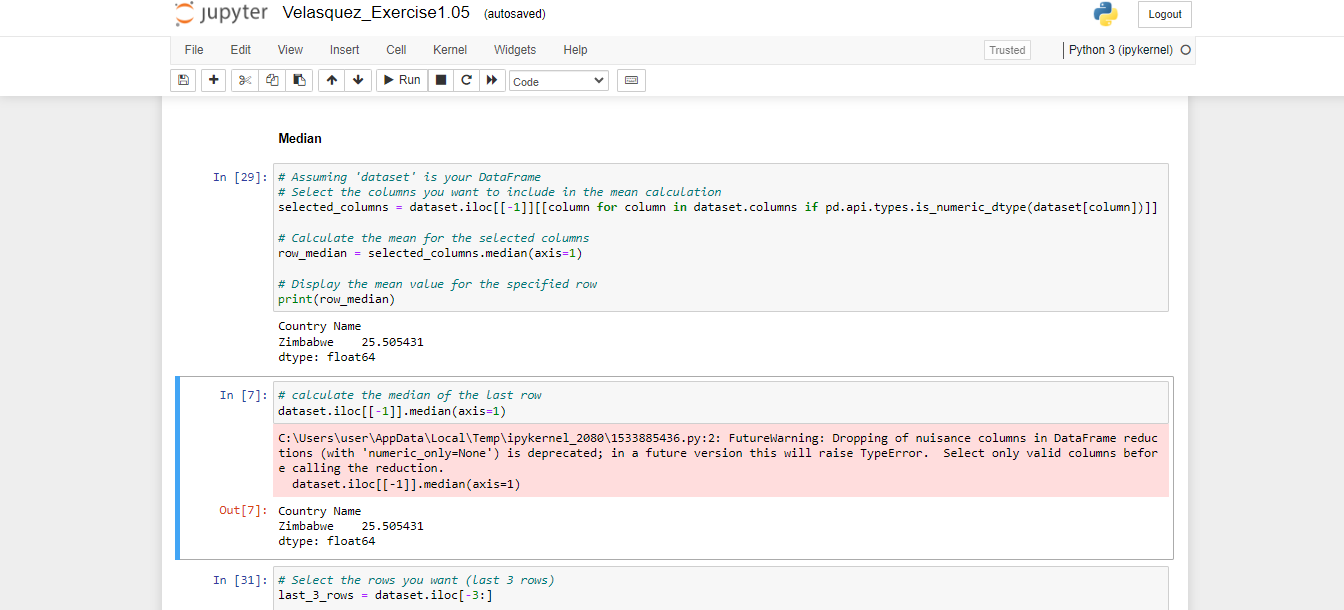 jupyter Velasquez_Exercise1.05 (autosaved) Logout
File Edit View Insert Cell Kernel Widgets Help Trusted Python 3 (ipykernel)
Run Code
Median
In [29]: # Assuming 'dataset' is your DataFrame
# Select the columns you want to include in the mean calculation
selected_columns = dataset.iloc[[-1]][[column for column in dataset.columns if pd.api.types.is_numeric_dtype(dataset[column])]]
# Calculate the mean for the selected columns
row_median = selected_columns.median(axis=1)
# Display the mean value for the specified row
print(row_median)
Country Name
Zimbabwe 25.505431
dtype: float64
In [7]: # calculate the median of the last row
dataset.iloc[[-1]].median(axis=1)
C:\Users\user\AppData\Local\Temp\ipykernel_2080\1533885436.py:2: FutureWarning: Dropping of nuisance columns in DataFrame reduc
tions (with 'numeric_only=None') is deprecated; in a future version this will raise TypeError. Select only valid columns befor
e calling the reduction.
dataset.iloc[[-1]].median(axis=1)
Out[7]: Country Name
Zimbabwe 25.505431
dtype: float64
In [31]: # Select the rows you want (last 3 rows)
last_3_rows = dataset.iloc[-3:]